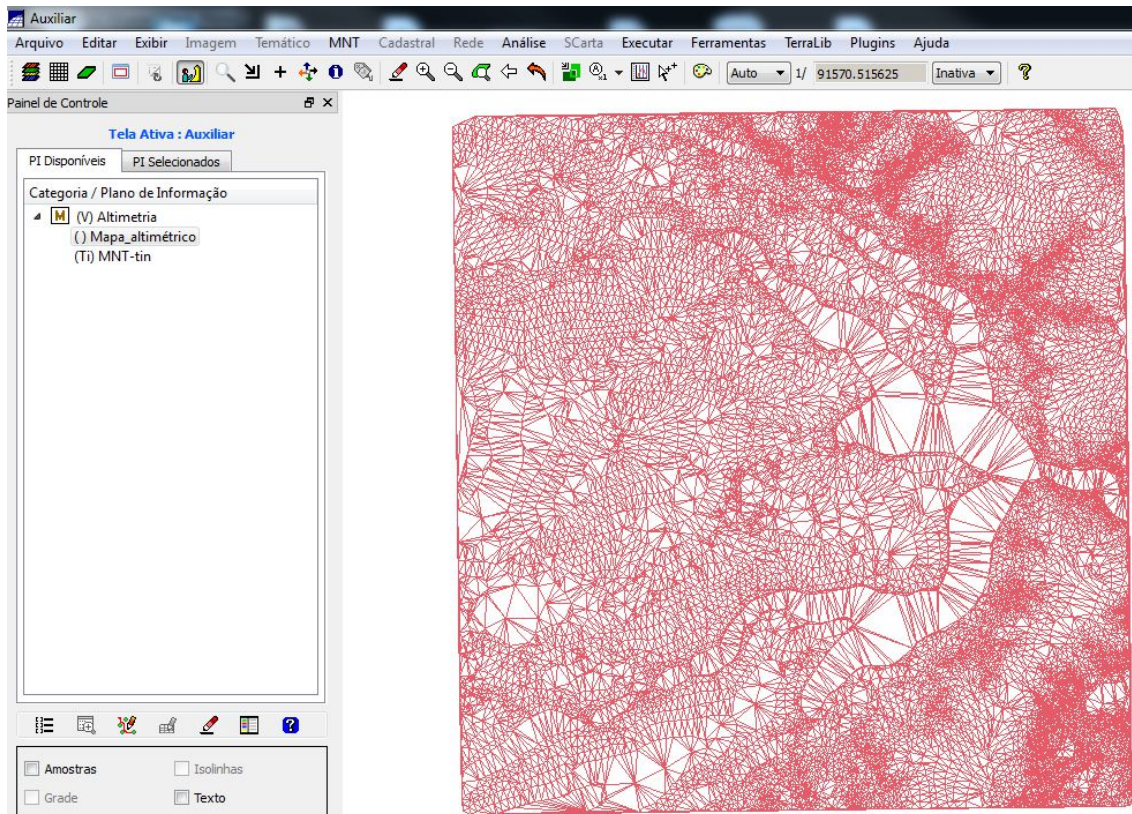 Auxiliar
Arquivo Editar Exibir Imagem Temático MNT Cadastral Rede Análise SCarta Executar Ferramentas TerraLib Plugins Ajuda
Auto 1/ 91570.515625 Inativa
Painel de Controle
Tela Ativa : Auxiliar
PI Disponíveis PI Selecionados
Categoria / Plano de Informação
M (V) Altimetria
( ) Mapa_altimétrico
(Ti) MNT-tin
Amostras Isolinhas
Grade Texto